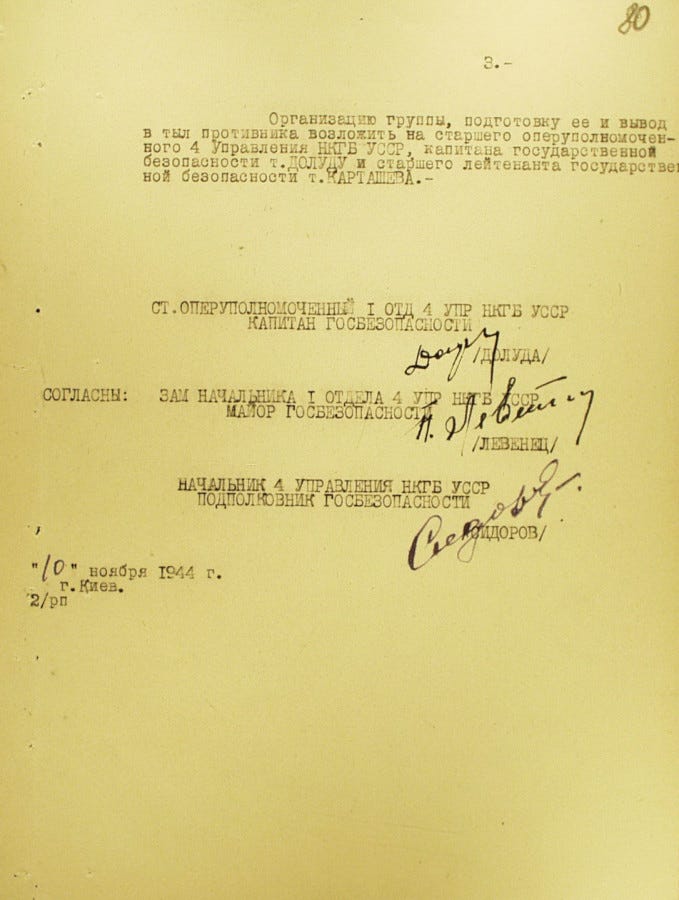 80
3.-
Организацию группы, подготовку ее и вывод
в тыл противника возложить на старшего оперуполномочен-
ного 4 Управления НКГБ УССР, капитана государственной
безопасности т.ДОЛУДУ и старшего лейтенанта государствен
ной безопасности т.КАРТАШЕВА.-
СТ.ОПЕРУПОЛНОМОЧЕННЫЙ I ОТД 4 УПР НКГБ УССР
КАПИТАН ГОСБЕЗОПАСНОСТИ
/ДОЛУДА/
СОГЛАСНЫ: ЗАМ НАЧАЛЬНИКА I ОТДЕЛА 4 УПР НКГБ УССР
МАЙОР ГОСБЕЗОПАСНОСТИ
/ЛЕВЕНЕЦ/
НАЧАЛЬНИК 4 УПРАВЛЕНИЯ НКГБ УССР
ПОДПОЛКОВНИК ГОСБЕЗОПАСНОСТИ
/СИДОРОВ/
"10" ноября 1944 г.
г.Киев.
2/рп